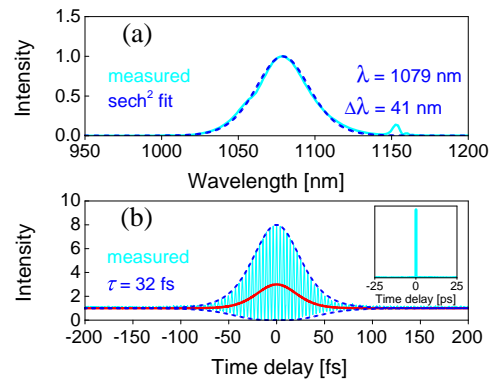 (a)
measured
sech² fit
λ = 1079 nm
Δλ = 41 nm
Intensity
1.5
1.0
0.5
0.0
950 1000 1050 1100 1150 1200
Wavelength [nm]
(b)
measured
τ = 32 fs
Intensity
10
8
6
4
2
0
-25 0 25
Time delay [ps]
-200 -150 -100 -50 0 50 100 150 200
Time delay [fs]